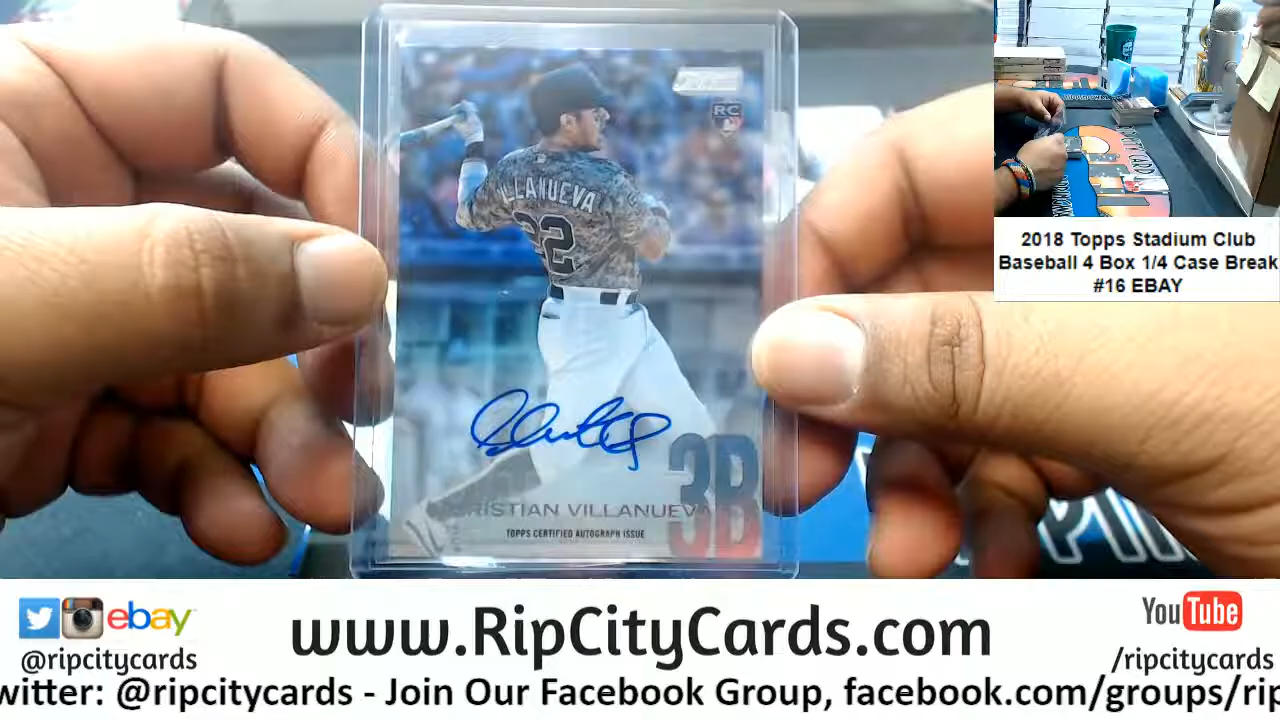 RC
VILLANUEVA
22
3B
CRISTIAN VILLANUEVA
TOPPS CERTIFIED AUTOGRAPH ISSUE
2018 Topps Stadium Club
Baseball 4 Box 1/4 Case Break
#16 EBAY
ebay
@ripcitycards
www.RipCityCards.com
YouTube
/ripcitycards
witter: @ripcitycards - Join Our Facebook Group, facebook.com/groups/rip